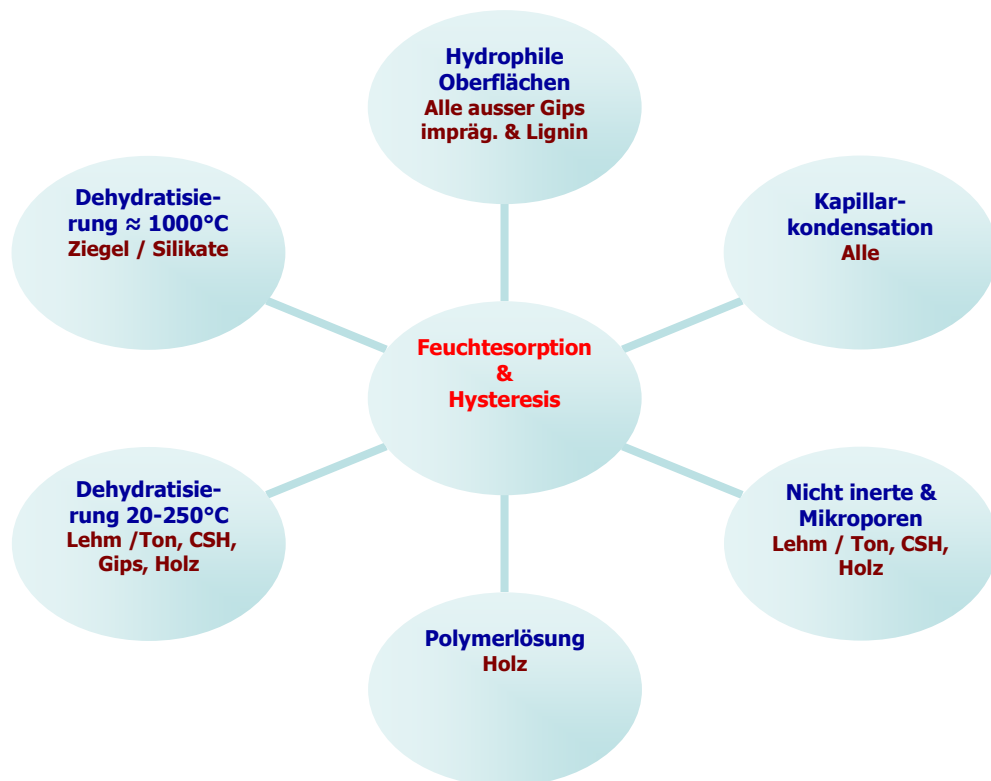 Hydrophile
Oberflächen
Alle ausser Gips
impräg. & Lignin
Dehydratisie-
rung ≈ 1000°C
Ziegel / Silikate
Kapillar-
kondensation
Alle
Feuchtesorption
&
Hysteresis
Dehydratisie-
rung 20-250°C
Lehm /Ton, CSH,
Gips, Holz
Nicht inerte &
Mikroporen
Lehm / Ton, CSH,
Holz
Polymerlösung
Holz